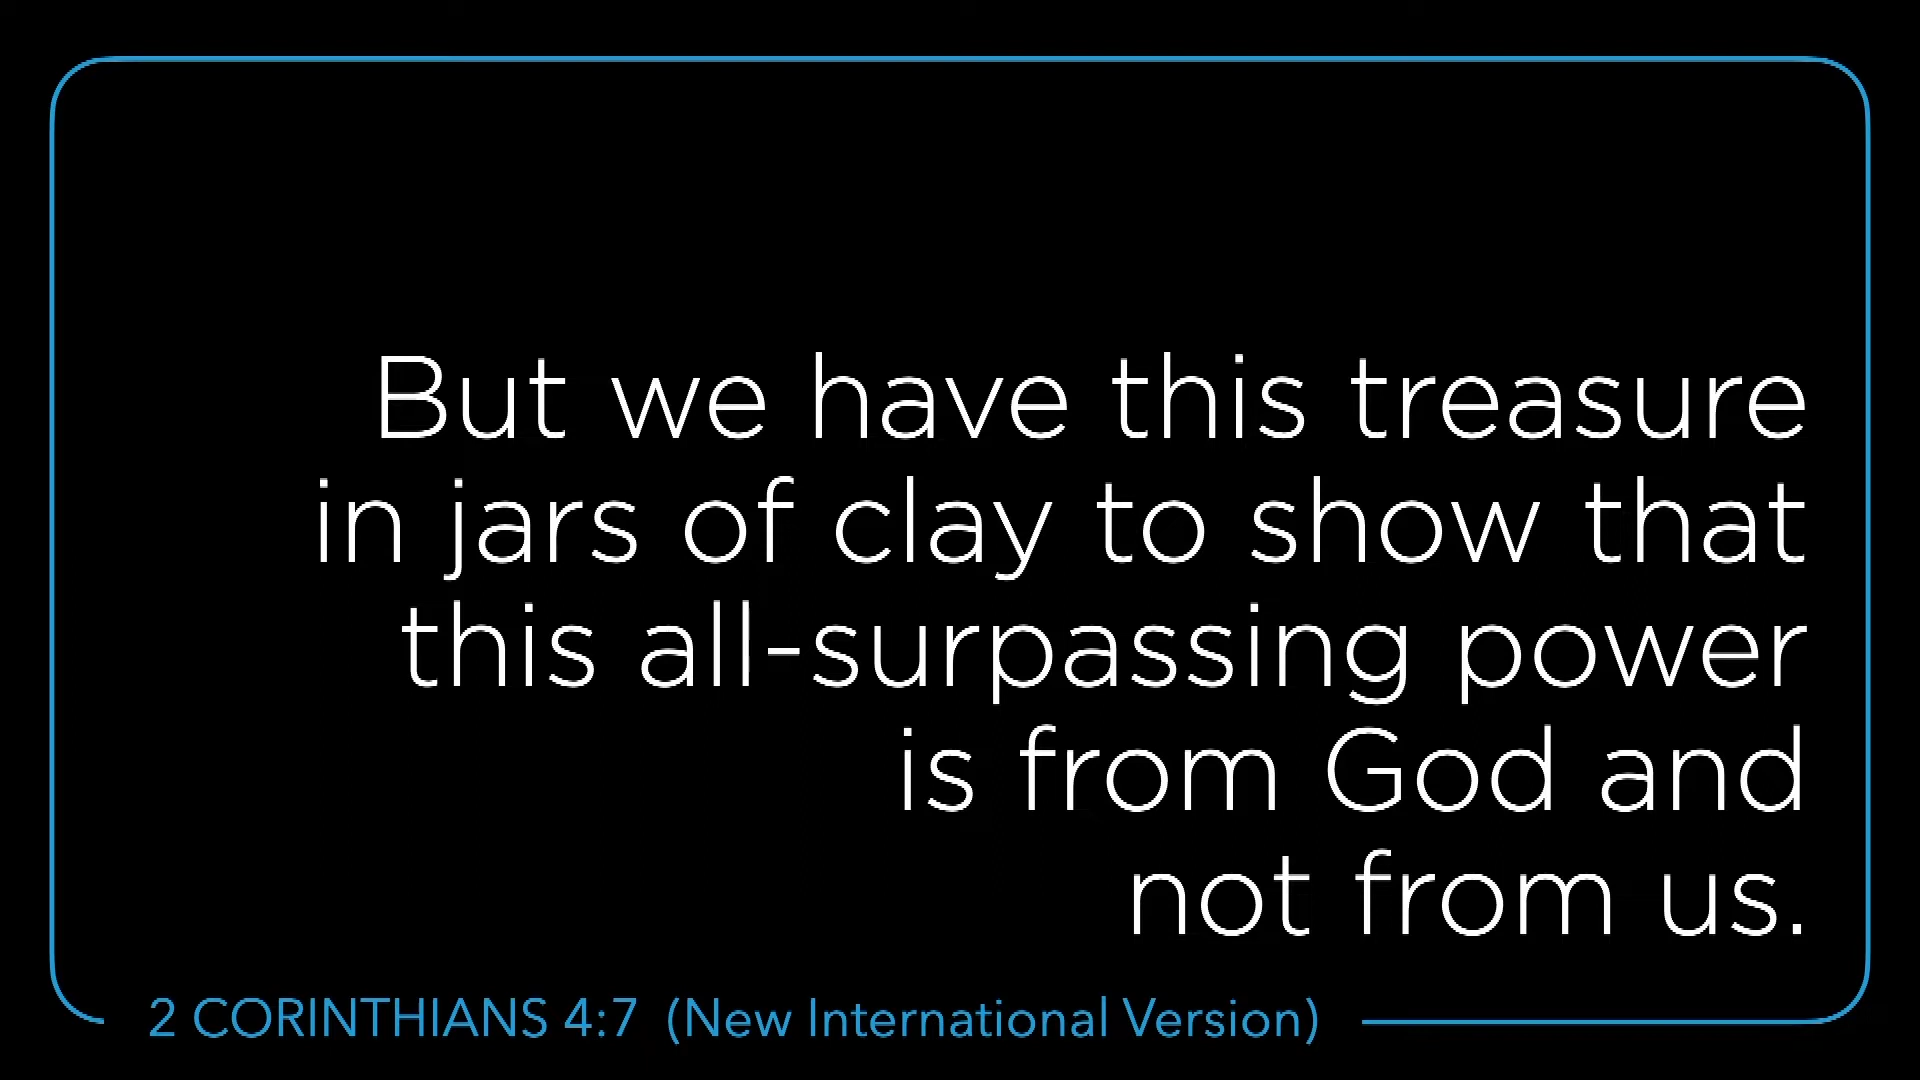 But we have this treasure
in jars of clay to show that
this all-surpassing power
is from God and
not from us.
2 CORINTHIANS 4:7 (New International Version)